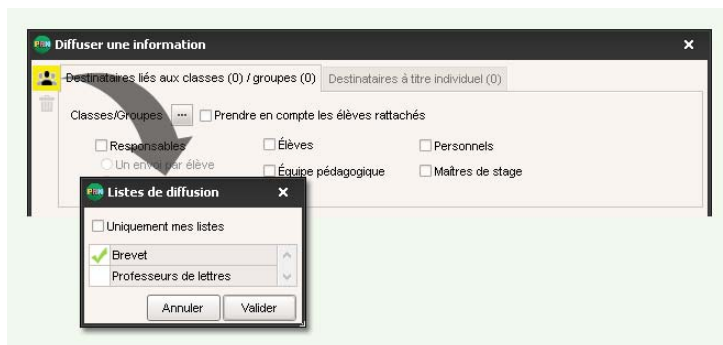 Diffuser une information
Destinataires liés aux classes (0) / groupes (0) Destinataires à titre individuel (0)
Classes/Groupes ... Prendre en compte les élèves rattachés
Responsables Élèves Personnels
Un envoi par élève Équipe pédagogique Maîtres de stage
Listes de diffusion
Uniquement mes listes
Brevet
Professeurs de lettres
Annuler Valider